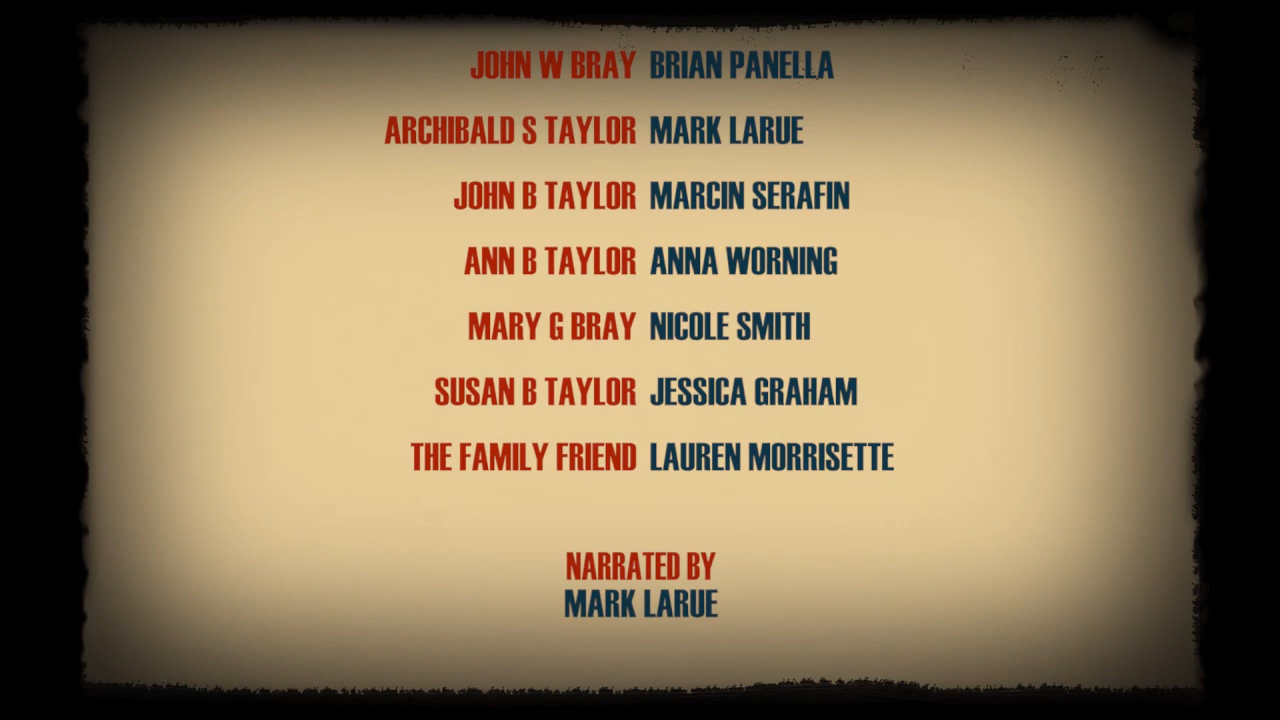 JOHN W BRAY BRIAN PANELLA
ARCHIBALD S TAYLOR MARK LARUE
JOHN B TAYLOR MARCIN SERAFIN
ANN B TAYLOR ANNA WORNING
MARY G BRAY NICOLE SMITH
SUSAN B TAYLOR JESSICA GRAHAM
THE FAMILY FRIEND LAUREN MORRISETTE
NARRATED BY
MARK LARUE